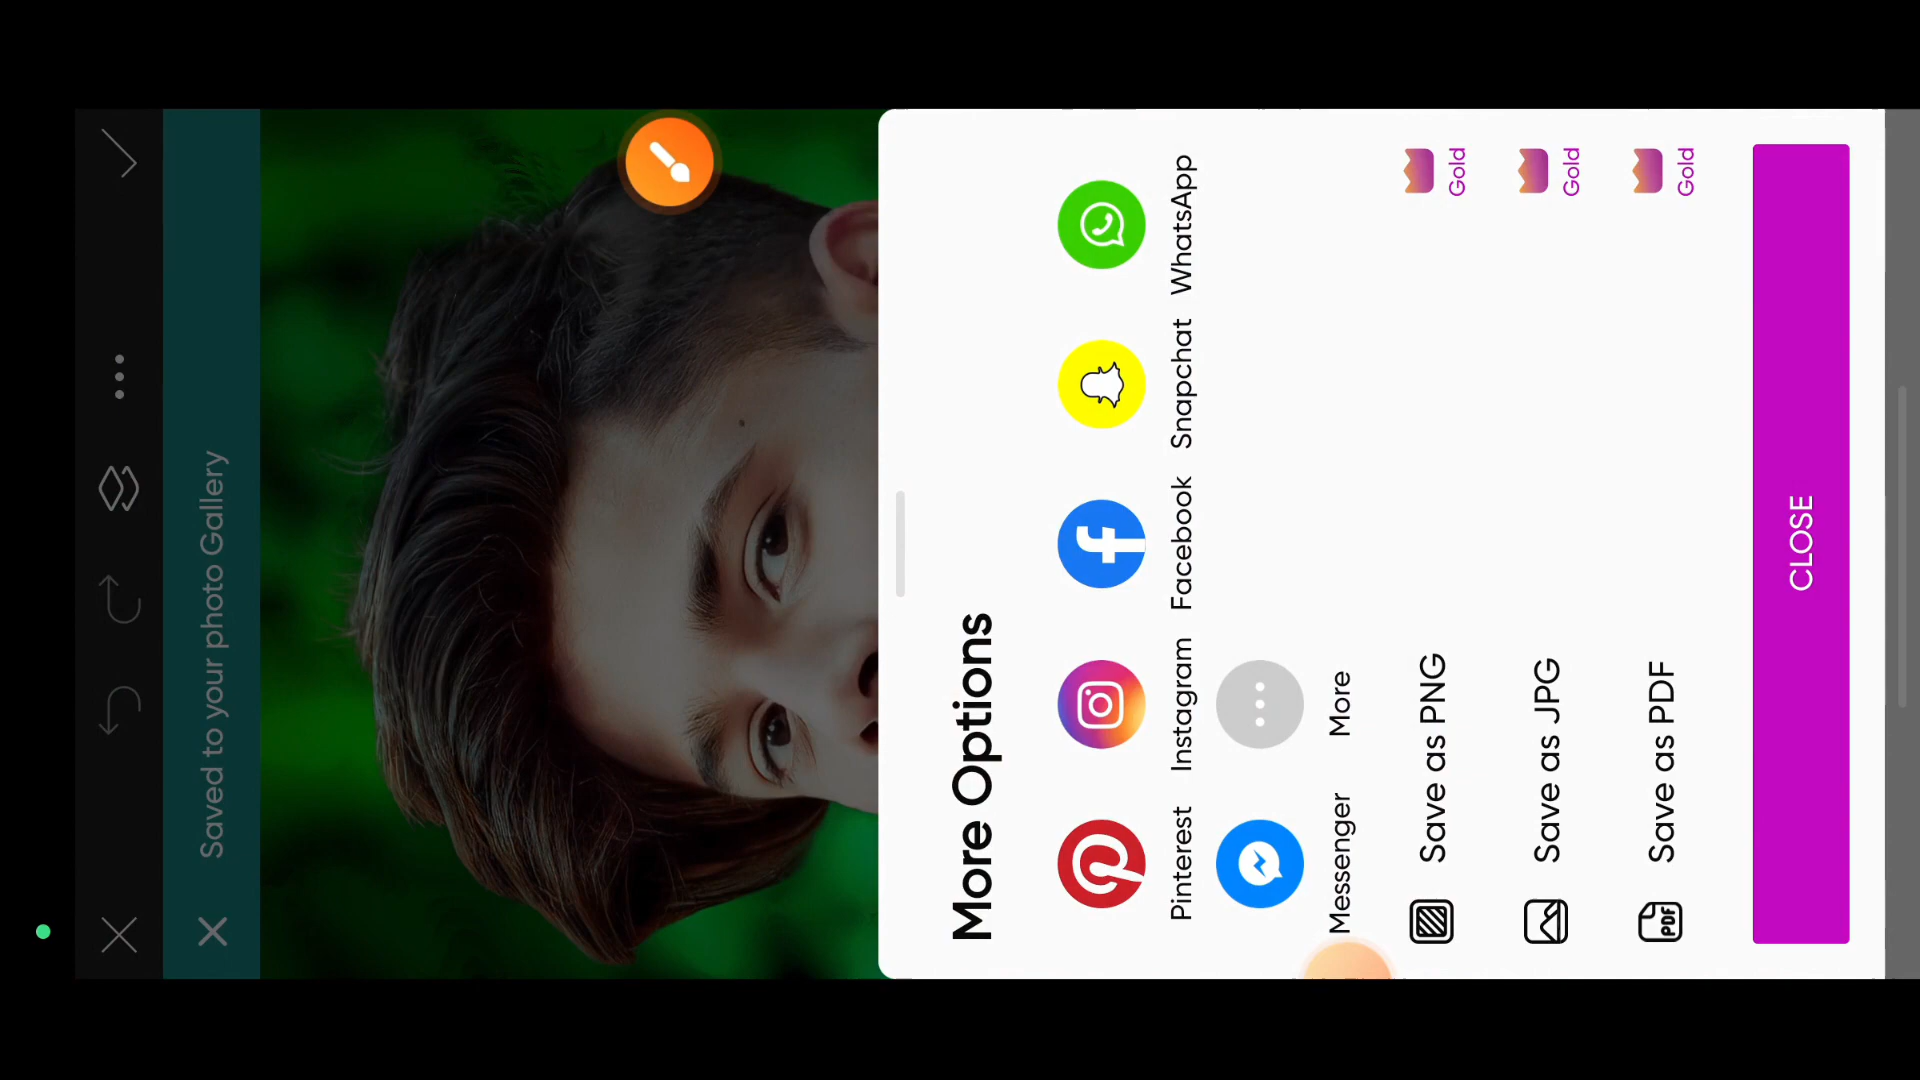 Saved to your photo Gallery
More Options
Pinterest
Instagram
Facebook
Snapchat
WhatsApp
Messenger
More
Save as PNG
Gold
Save as JPG
Gold
PDF
Save as PDF
Gold
CLOSE